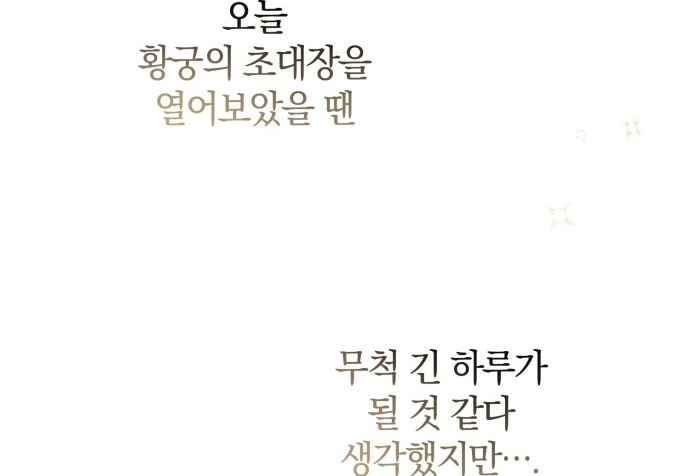 오늘
황궁의 초대장을
열어보았을 땐
무척 긴 하루가
될 것 같다
생각했지만….